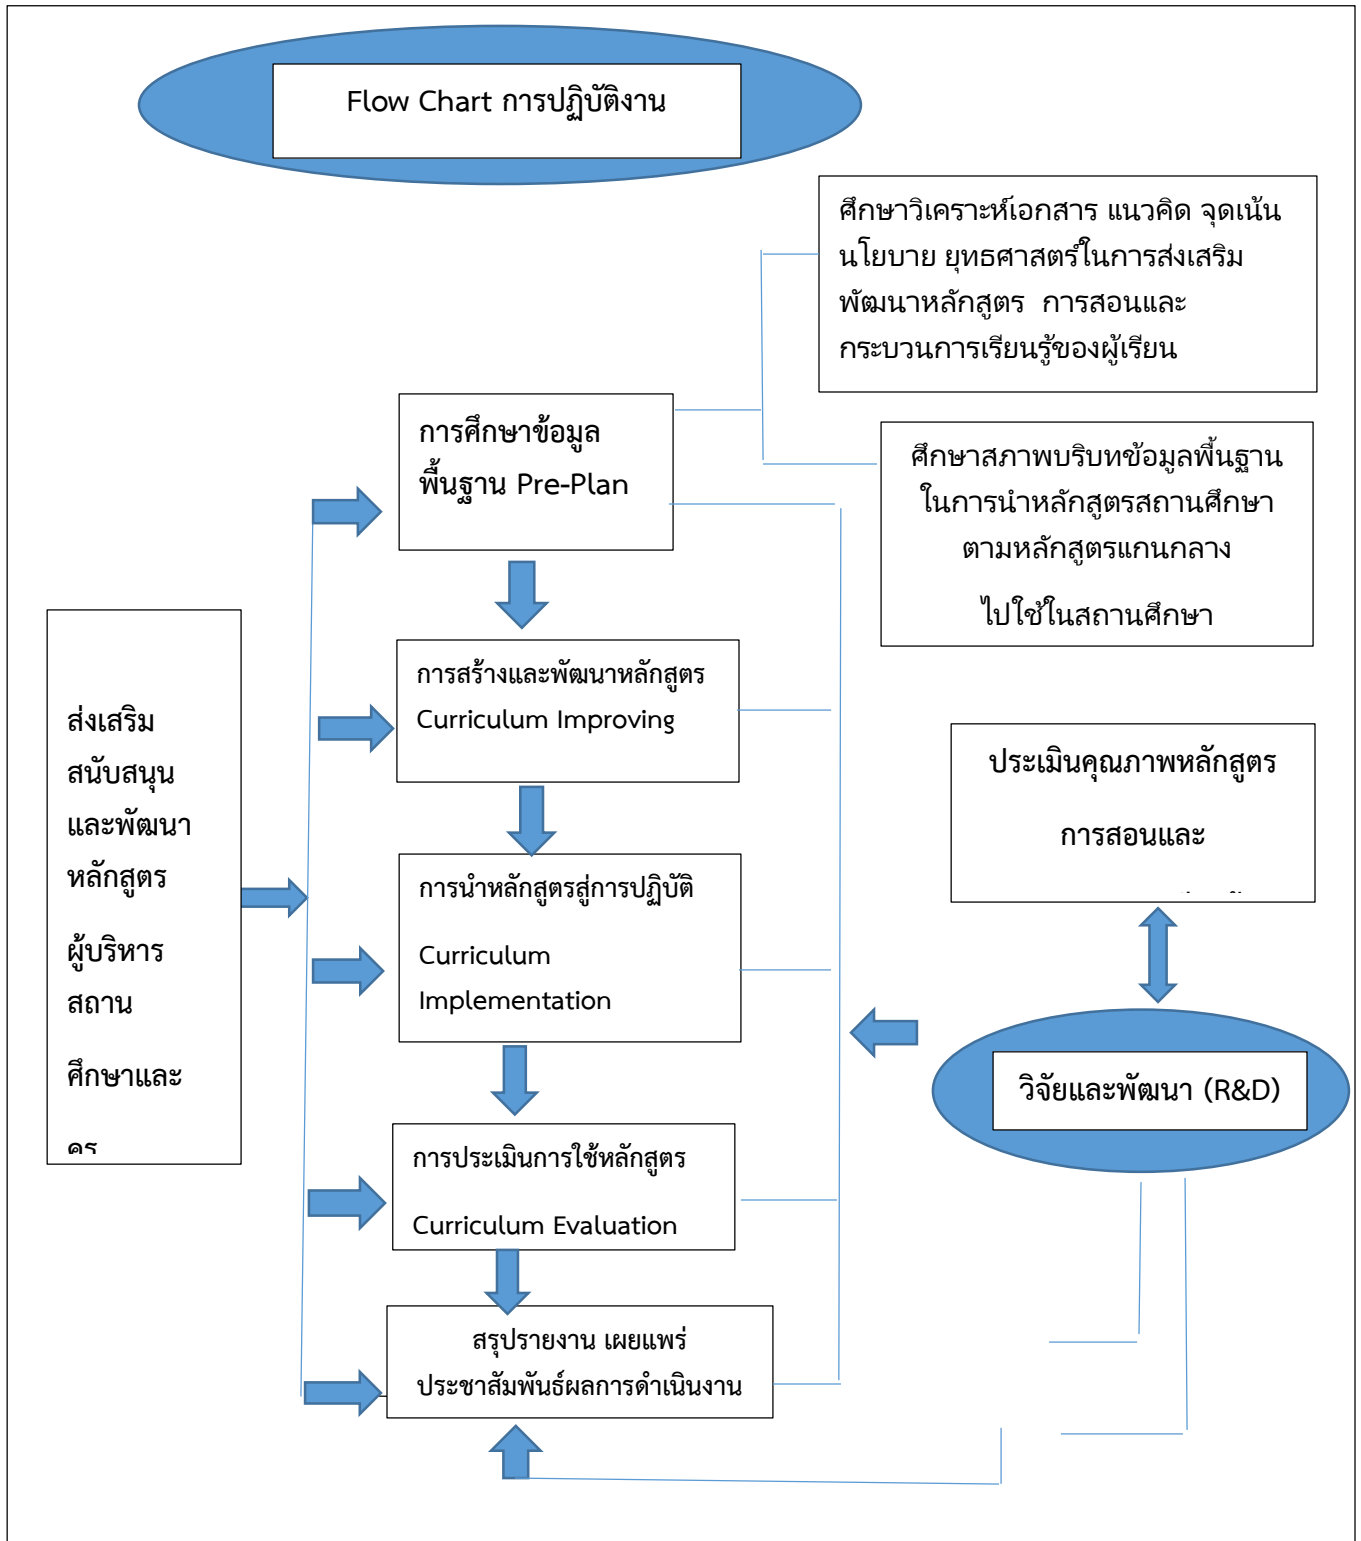 Flow Chart การปฏิบัติงาน
ศึกษาวิเคราะห์เอกสาร แนวคิด จุดเน้น
นโยบาย ยุทธศาสตร์ในการส่งเสริม
พัฒนาหลักสูตร การสอนและ
กระบวนการเรียนรู้ของผู้เรียน
การศึกษาข้อมูล
พื้นฐาน Pre-Plan
ศึกษาสภาพบริบทข้อมูลพื้นฐาน
ในการนำหลักสูตรสถานศึกษา
ตามหลักสูตรแกนกลาง
ไปใช้ในสถานศึกษา
ส่งเสริม
สนับสนุน
และพัฒนา
หลักสูตร
ผู้บริหาร
สถาน
ศึกษาและ
การสร้างและพัฒนาหลักสูตร
Curriculum Improving
ประเมินคุณภาพหลักสูตร
การสอนและ
การนำหลักสูตรสู่การปฏิบัติ
Curriculum
Implementation
วิจัยและพัฒนา (R&D)
การประเมินการใช้หลักสูตร
Curriculum Evaluation
สรุปรายงาน เผยแพร่
ประชาสัมพันธ์ผลการดำเนินงาน